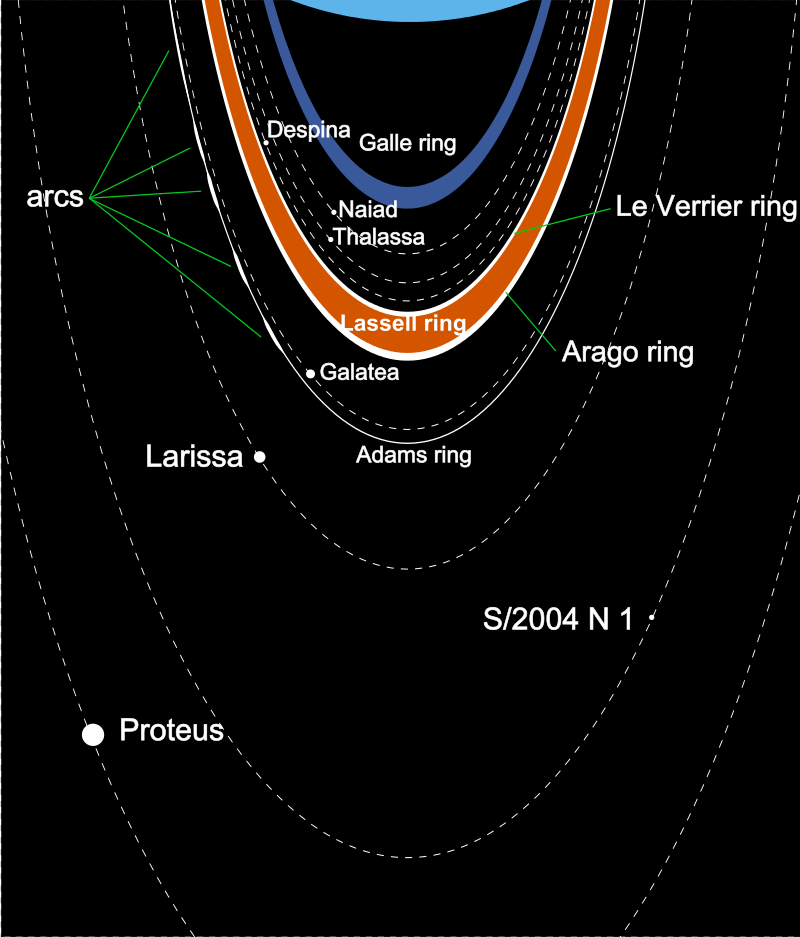 Despina
Galle ring
arcs
Naiad
Le Verrier ring
Thalassa
Lassell ring
Arago ring
Galatea
Larissa
Adams ring
S/2004 N 1
Proteus